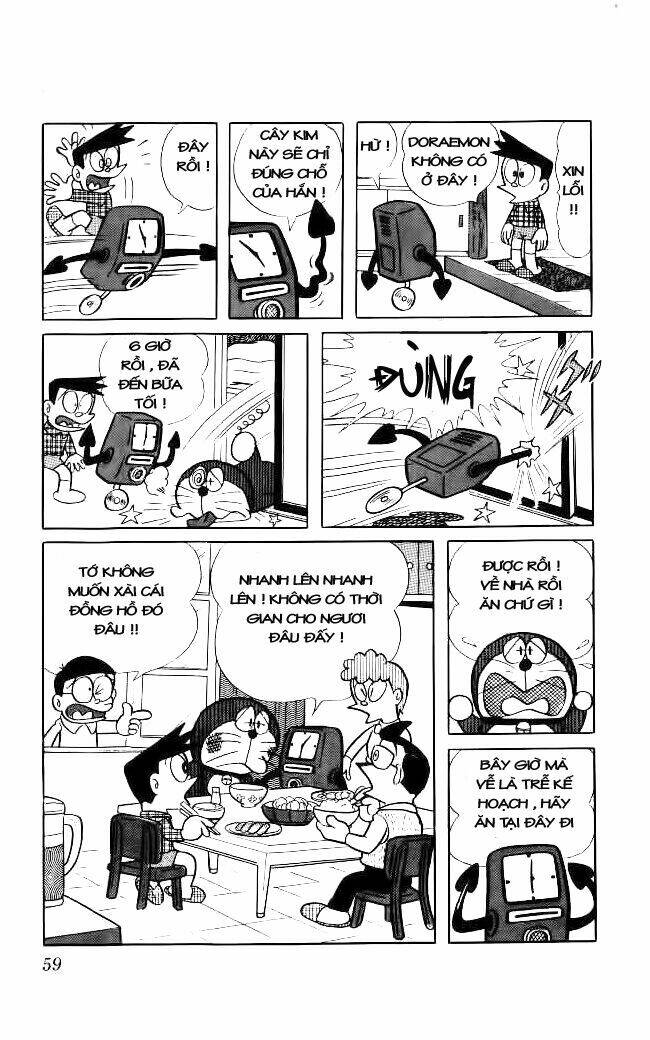 XIN
LỖI
!!
DORAEMON
KHÔNG CÓ
Ở ĐÂY !
HỪ !
CÂY KIM
NÀY SẼ CHỈ
ĐÚNG CHỖ
CỦA HẮN !
ĐÂY
RỒI !
ĐÙNG
6 GIỜ
RỒI , ĐÃ
ĐẾN BỮA
TỐI !
ĐƯỢC RỒI !
VỀ NHÀ RỒI
ĂN CHỨ GÌ !
BÂY GIỜ MÀ
VỀ LÀ TRỄ KẾ
HOẠCH , HÃY
ĂN TẠI ĐÂY ĐI
NHANH LÊN NHANH
LÊN ! KHÔNG CÓ THỜI
GIAN CHO NGƯƠI
ĐÂU ĐẤY !
TỚ KHÔNG
MUỐN XÀI CÁI
ĐỒNG HỒ ĐÓ
ĐÂU !!
59